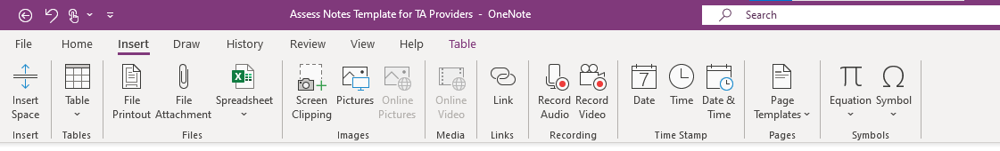 Assess Notes Template for TA Providers - OneNote
Search
File Home Insert Draw History Review View Help Table
Insert Space
Table
File Printout
File Attachment
Spreadsheet
Screen Clipping
Pictures
Online Pictures
Online Video
Link
Record Audio
Record Video
7
Date
Time
Date & Time
Page Templates
π
Equation
Ω
Symbol
Insert Tables Files Images Media Links Recording Time Stamp Pages Symbols